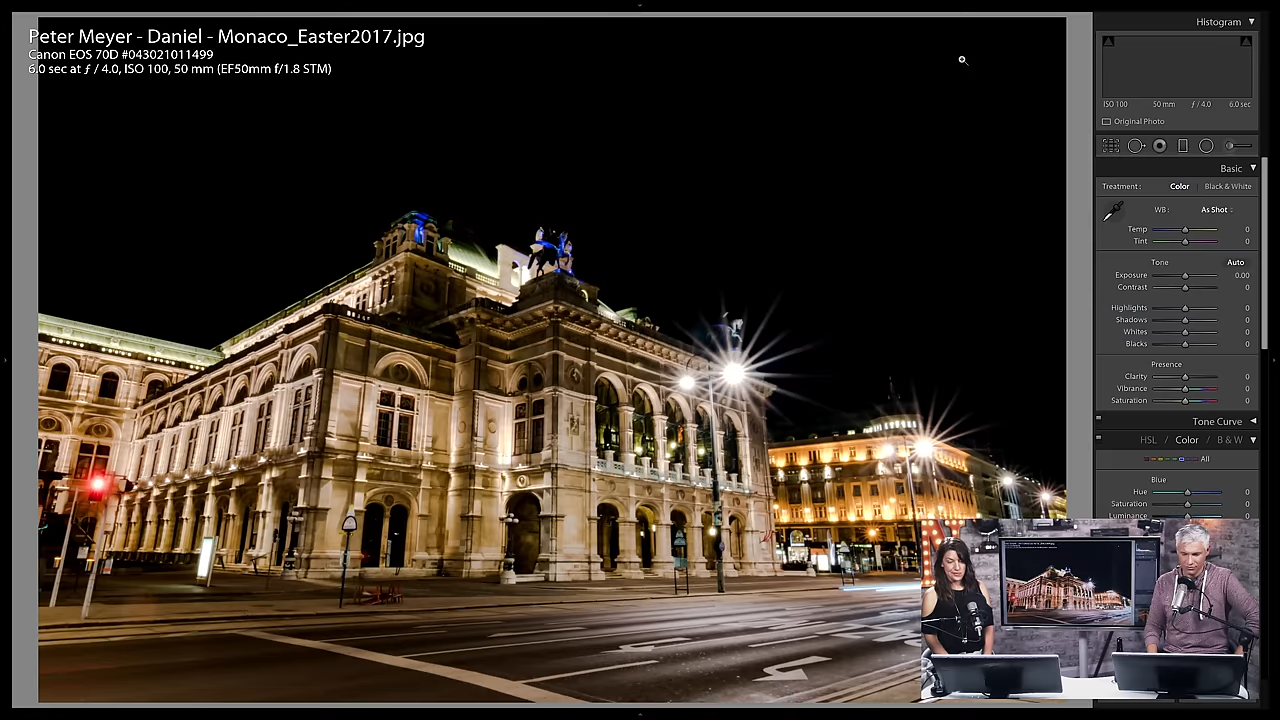 Peter Meyer - Daniel - Monaco_Easter2017.jpg
Canon EOS 70D #043021011499
6.0 sec at ƒ / 4.0, ISO 100, 50 mm (EF50mm f/1.8 STM)
Histogram
ISO 100 50 mm ƒ / 4.0 6.0 sec
Original Photo
Basic
Treatment: Color Black & White
WB: As Shot
Temp 0
Tint 0
Tone Auto
Exposure 0.00
Contrast 0
Highlights 0
Shadows 0
Whites 0
Blacks 0
Presence
Clarity 0
Vibrance 0
Saturation 0
Tone Curve
HSL / Color / B & W
All
Blue
Hue 0
Saturation 0
Luminance 0